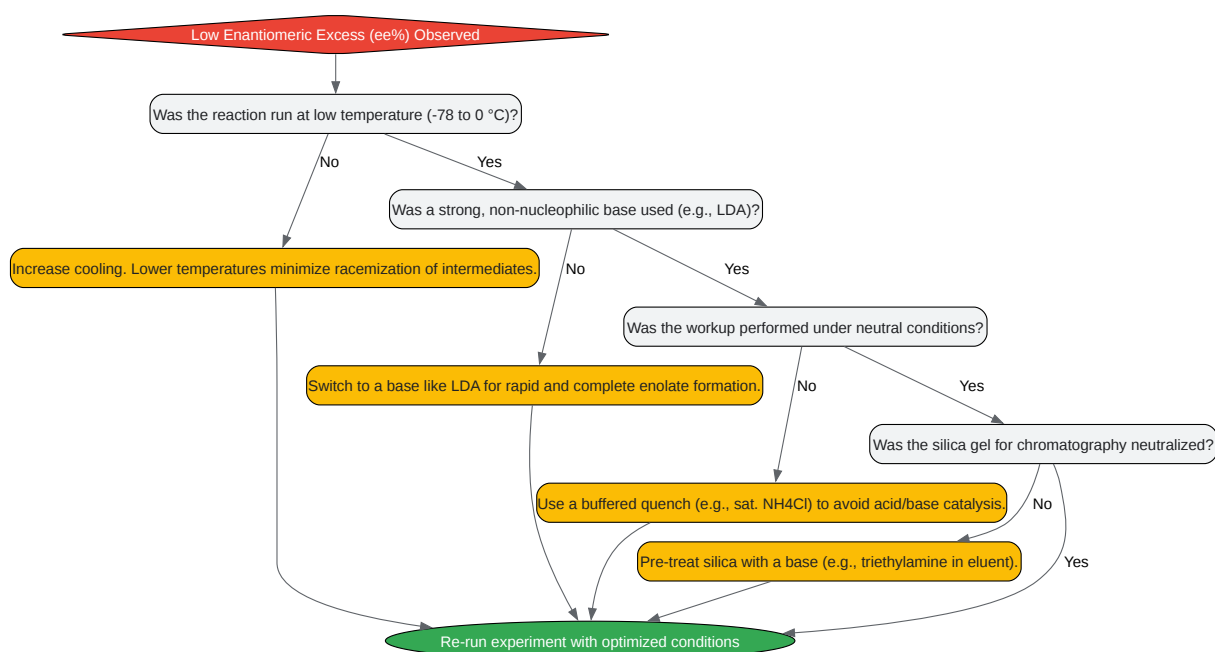 Low Enantiomeric Excess (ee%) Observed
Was the reaction run at low temperature (-78 to 0 °C)?
No
Yes
Was a strong, non-nucleophilic base used (e.g., LDA)?
Increase cooling. Lower temperatures minimize racemization of intermediates.
No
Yes
Was the workup performed under neutral conditions?
Switch to a base like LDA for rapid and complete enolate formation.
No
Yes
Was the silica gel for chromatography neutralized?
Use a buffered quench (e.g., sat. NH4Cl) to avoid acid/base catalysis.
No
Pre-treat silica with a base (e.g., triethylamine in eluent).
Yes
Re-run experiment with optimized conditions